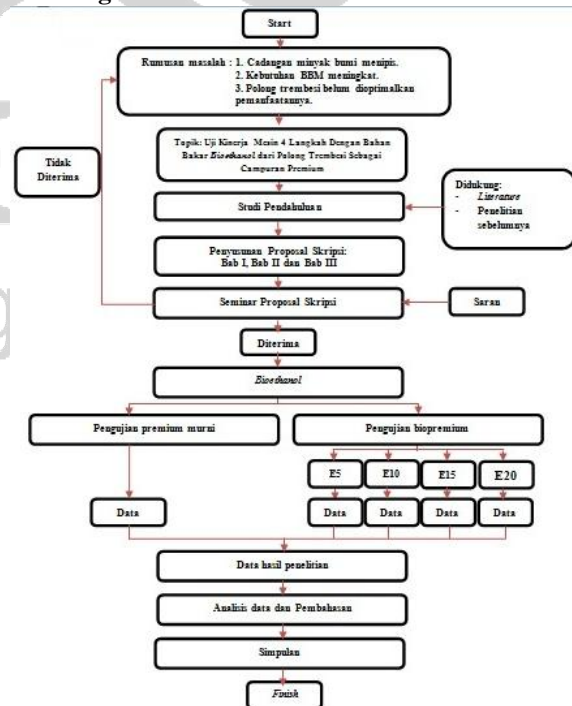 Start
Rumusan masalah : 1. Cadangan minyak bumi menipis.
2. Kebutuhan BBM meningkat.
3. Polong trembesi belum dioptimalkan
pemanfaatannya.
Topik: Uji Kinerja Mesin 4 Langkah Dengan Bahan
Bakar Bioethanol dari Polong Trembesi Sebagai
Campuran Premium
Tidak
Diterima
Didukung:
- Literature
- Penelitian
sebelumnya
Studi Pendahuluan
Penyusunan Proposal Skripsi:
Bab I, Bab II dan Bab III
Seminar Proposal Skripsi
Saran
Diterima
Bioethanol
Pengujian premium murni
Pengujian biopremium
E5
E10
E15
E20
Data
Data
Data
Data
Data
Data hasil penelitian
Analisis data dan Pembahasan
Simpulan
Finish